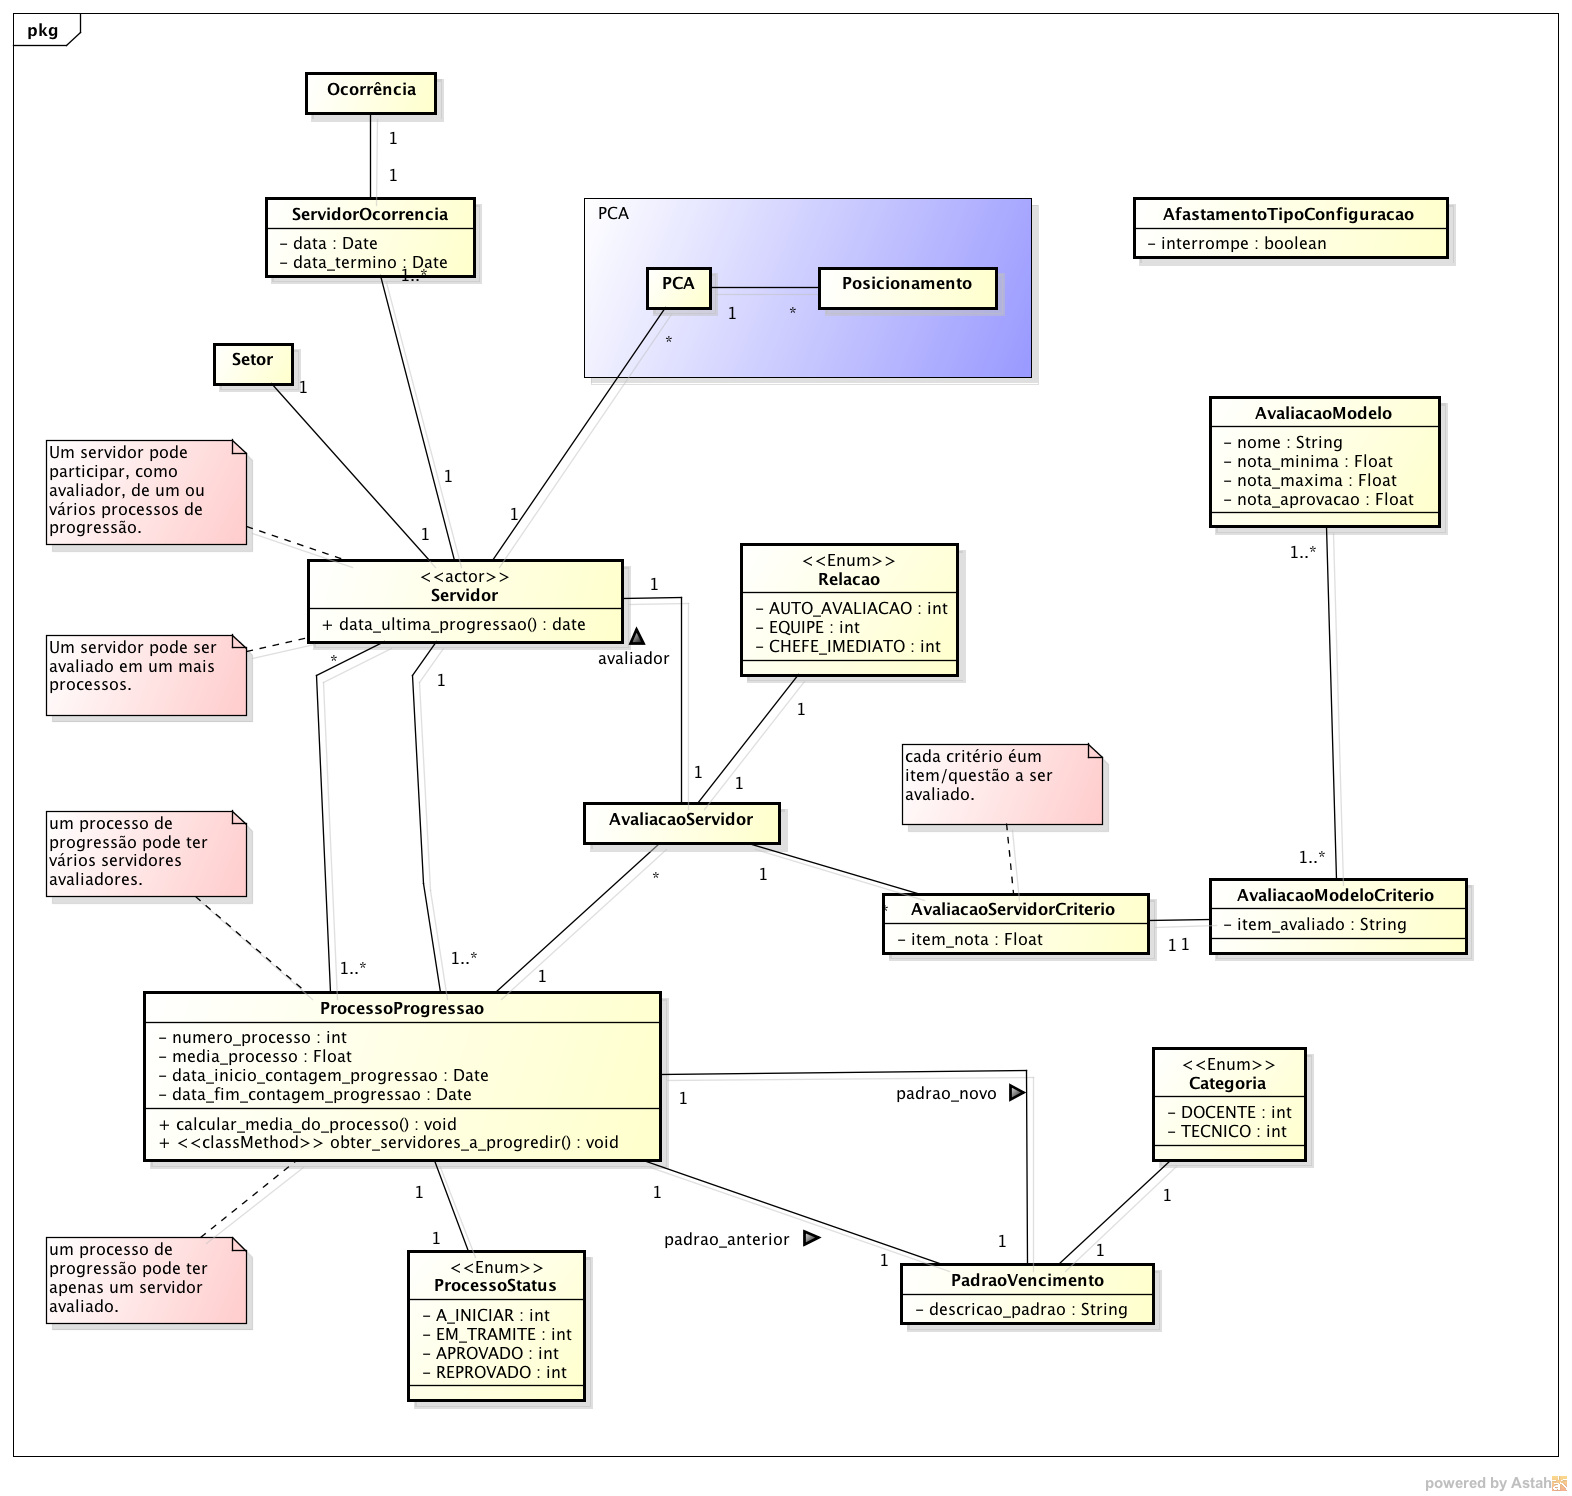 pkg
Ocorrência
1
1
ServidorOcorrencia
- data : Date
- data_termino : Date
1..*
PCA
PCA
Posicionamento
1
*
*
AfastamentoTipoConfiguracao
- interrompe : boolean
Setor
1
AvaliacaoModelo
- nome : String
- nota_minima : Float
- nota_maxima : Float
- nota_aprovacao : Float
1..*
Um servidor pode
participar, como
avaliador, de um ou
vários processos de
progressão.
1
1
1
<<actor>>
Servidor
+ data_ultima_progressao() : date
1
avaliador
<<Enum>>
Relacao
- AUTO_AVALIACAO : int
- EQUIPE : int
- CHEFE_IMEDIATO : int
1
Um servidor pode ser
avaliado em um mais
processos.
*
1
1
1
AvaliacaoServidor
*
1
cada critério éum
item/questão a ser
avaliado.
1..*
um processo de
progressão pode ter
vários servidores
avaliadores.
*
AvaliacaoServidorCriterio
- item_nota : Float
1
1
AvaliacaoModeloCriterio
- item_avaliado : String
1..*
1..*
1
ProcessoProgressao
- numero_processo : int
- media_processo : Float
- data_inicio_contagem_progressao : Date
- data_fim_contagem_progressao : Date
+ calcular_media_do_processo() : void
+ <<classMethod>> obter_servidores_a_progredir() : void
1
padrao_novo
<<Enum>>
Categoria
- DOCENTE : int
- TECNICO : int
1
1
1
1
padrao_anterior
1
1
1
um processo de
progressão pode ter
apenas um servidor
avaliado.
1
<<Enum>>
ProcessoStatus
- A_INICIAR : int
- EM_TRAMITE : int
- APROVADO : int
- REPROVADO : int
PadraoVencimento
- descricao_padrao : String
powered by Astah